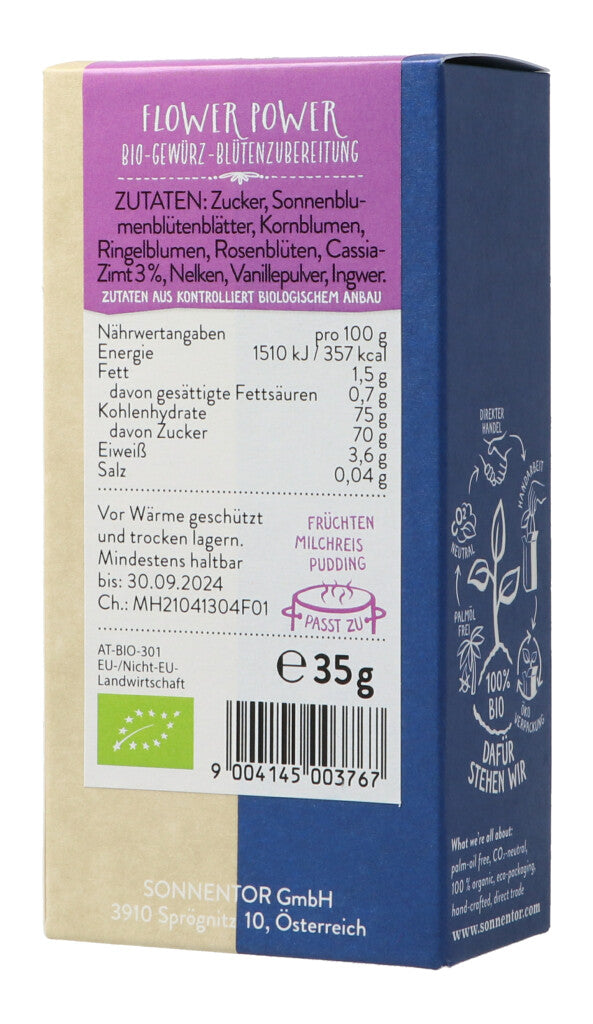 FLOWER POWER
BIO-GEWÜRZ-BLÜTENZUBEREITUNG
ZUTATEN: Zucker, Sonnenblu-
menblütenblätter, Kornblumen,
Ringelblumen, Rosenblüten, Cassia-
Zimt 3 %, Nelken, Vanillepulver, Ingwer.
ZUTATEN AUS KONTROLLIERT BIOLOGISCHEM ANBAU
Nährwertangaben pro 100 g
Energie 1510 kJ / 357 kcal
Fett 1,5 g
davon gesättigte Fettsäuren 0,7 g
Kohlenhydrate 75 g
davon Zucker 70 g
Eiweiß 3,6 g
Salz 0,04 g
Vor Wärme geschützt
und trocken lagern.
Mindestens haltbar
bis: 30.09.2024
Ch.: MH21041304F01
FRÜCHTEN
MILCHREIS
PUDDING
PASST ZU
AT-BIO-301
EU-/Nicht-EU-
Landwirtschaft
℮ 35g
9 004145 003767
SONNENTOR GmbH
3910 Sprögnitz 10, Österreich
DIREKTER
HANDEL
HANDARBEIT
CO2-
NEUTRAL
PALMÖL
FREI
ÖKO
VERPACKUNG
100%
BIO
DAFÜR
STEHEN WIR
What we're all about:
palm-oil free, CO2-neutral,
100 % organic, eco-packaging,
hand-crafted, direct trade
www.sonnentor.com